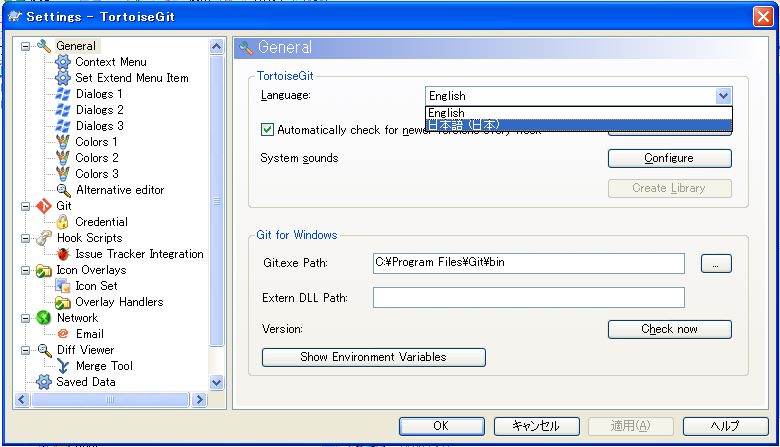 Settings - TortoiseGit
General
Context Menu
Set Extend Menu Item
Dialogs 1
Dialogs 2
Dialogs 3
Colors 1
Colors 2
Colors 3
Alternative editor
Git
Credential
Hook Scripts
Issue Tracker Integration
Icon Overlays
Icon Set
Overlay Handlers
Network
Email
Diff Viewer
Merge Tool
Saved Data
General
TortoiseGit
Language:
English
English
日本語 (日本)
Automatically check for newer versions every week
System sounds
Configure
Create Library
Git for Windows
Git.exe Path:
C:¥Program Files¥Git¥bin
...
Extern DLL Path:
Version:
Check now
Show Environment Variables
OK
キャンセル
適用(A)
ヘルプ